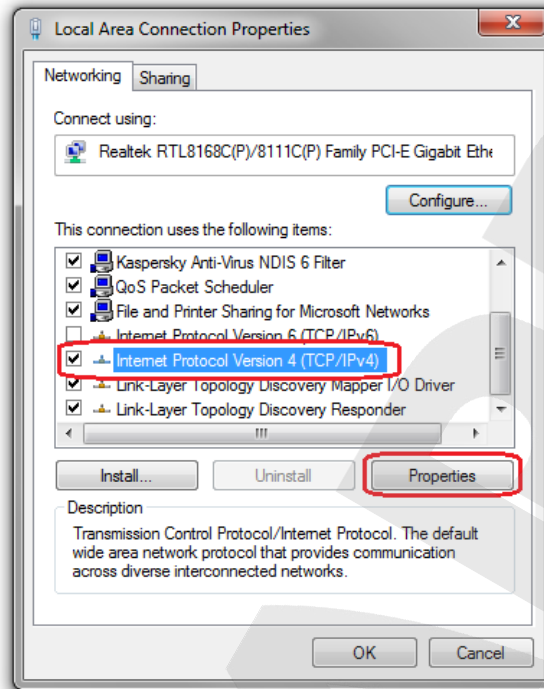 Local Area Connection Properties
Networking
Sharing
Connect using:
Realtek RTL8168C(P)/8111C(P) Family PCI-E Gigabit Ethe
Configure...
This connection uses the following items:
Kaspersky Anti-Virus NDIS 6 Filter
QoS Packet Scheduler
File and Printer Sharing for Microsoft Networks
Internet Protocol Version 6 (TCP/IPv6)
Internet Protocol Version 4 (TCP/IPv4)
Link-Layer Topology Discovery Mapper I/O Driver
Link-Layer Topology Discovery Responder
Install...
Uninstall
Properties
Description
Transmission Control Protocol/Internet Protocol. The default
wide area network protocol that provides communication
across diverse interconnected networks.
OK
Cancel